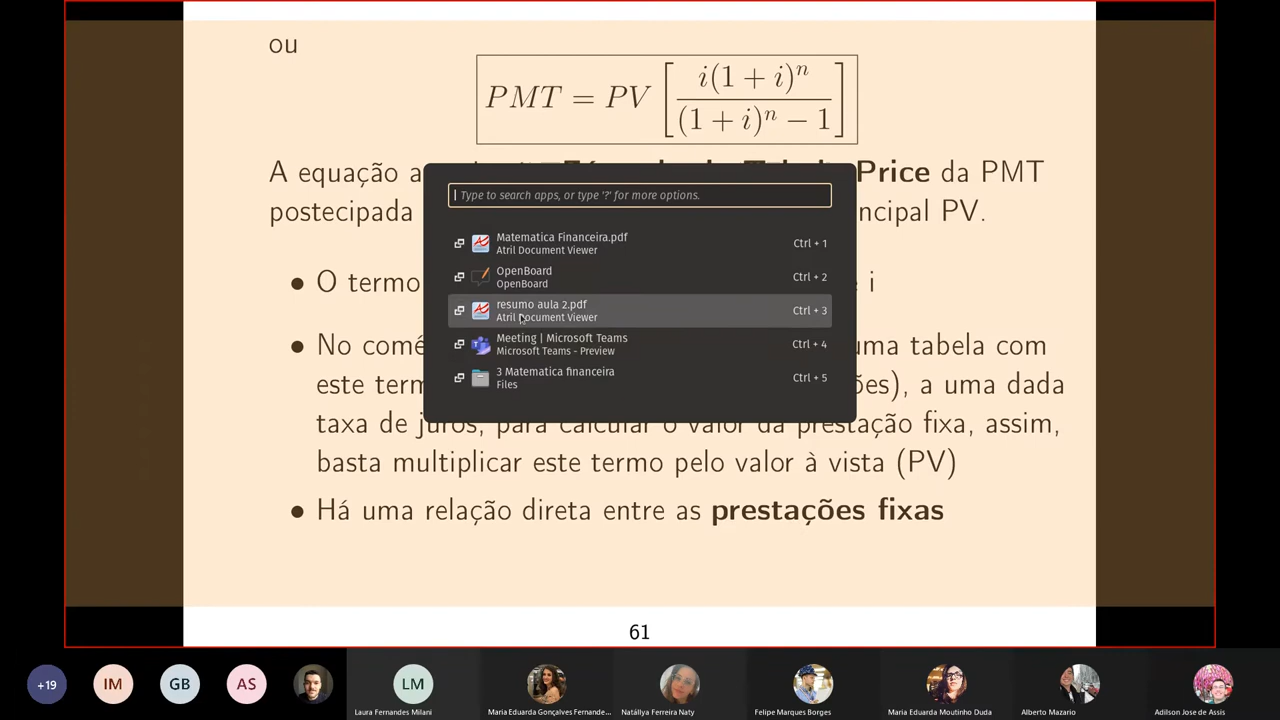 ou
PMT = PV [ i(1 + i)^n / (1 + i)^n − 1 ]
A equação a Price da PMT
postecipada ncipal PV.
• O termo e i
• No comé uma tabela com
este term ões), a uma dada
taxa de juros, para calcular o valor da prestação fixa, assim,
basta multiplicar este termo pelo valor à vista (PV)
• Há uma relação direta entre as prestações fixas
61
Type to search apps, or type '?' for more options.
Matematica Financeira.pdf
Atril Document Viewer
Ctrl + 1
OpenBoard
OpenBoard
Ctrl + 2
resumo aula 2.pdf
Atril Document Viewer
Ctrl + 3
Meeting | Microsoft Teams
Microsoft Teams - Preview
Ctrl + 4
3 Matematica financeira
Files
Ctrl + 5
+19
IM
GB
AS
LM
Laura Fernandes Milani
Maria Eduarda Gonçalves Fernande...
Natállya Ferreira Naty
Felipe Marques Borges
Maria Eduarda Moutinho Duda
Alberto Mazario
Adilson Jose de Assis